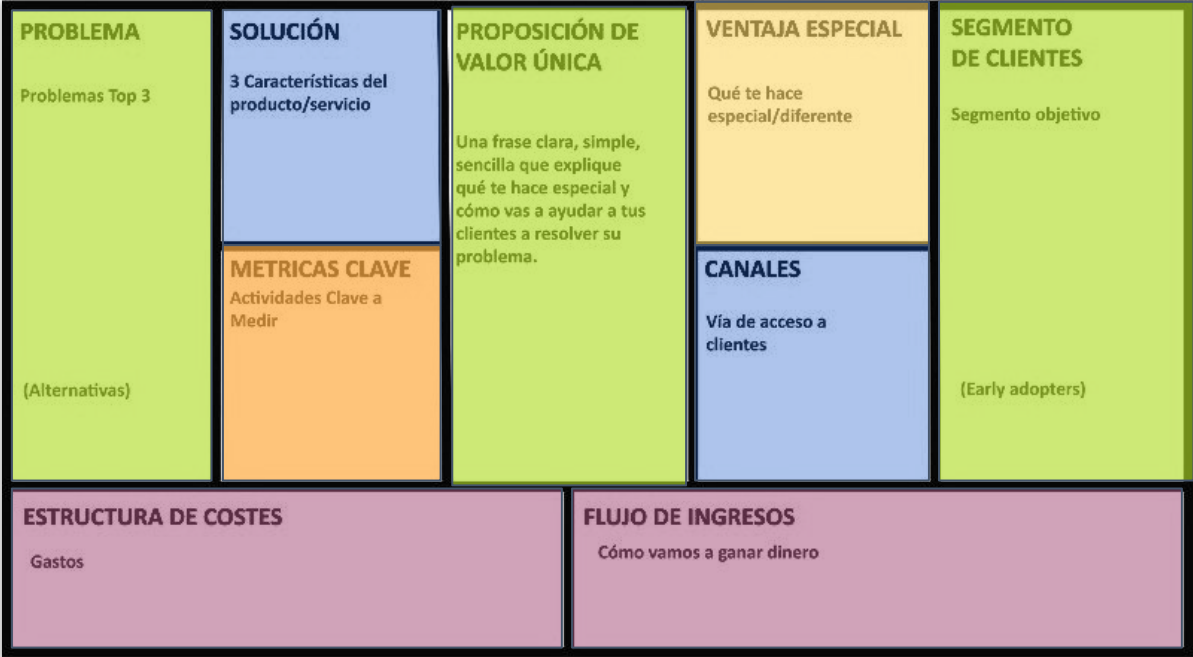 PROBLEMA
Problemas Top 3
(Alternativas)
SOLUCIÓN
3 Características del
producto/servicio
METRICAS CLAVE
Actividades Clave a
Medir
PROPOSICIÓN DE
VALOR ÚNICA
Una frase clara, simple,
sencilla que explique
qué te hace especial y
cómo vas a ayudar a tus
clientes a resolver su
problema.
VENTAJA ESPECIAL
Qué te hace
especial/diferente
CANALES
Vía de acceso a
clientes
SEGMENTO
DE CLIENTES
Segmento objetivo
(Early adopters)
ESTRUCTURA DE COSTES
Gastos
FLUJO DE INGRESOS
Cómo vamos a ganar dinero